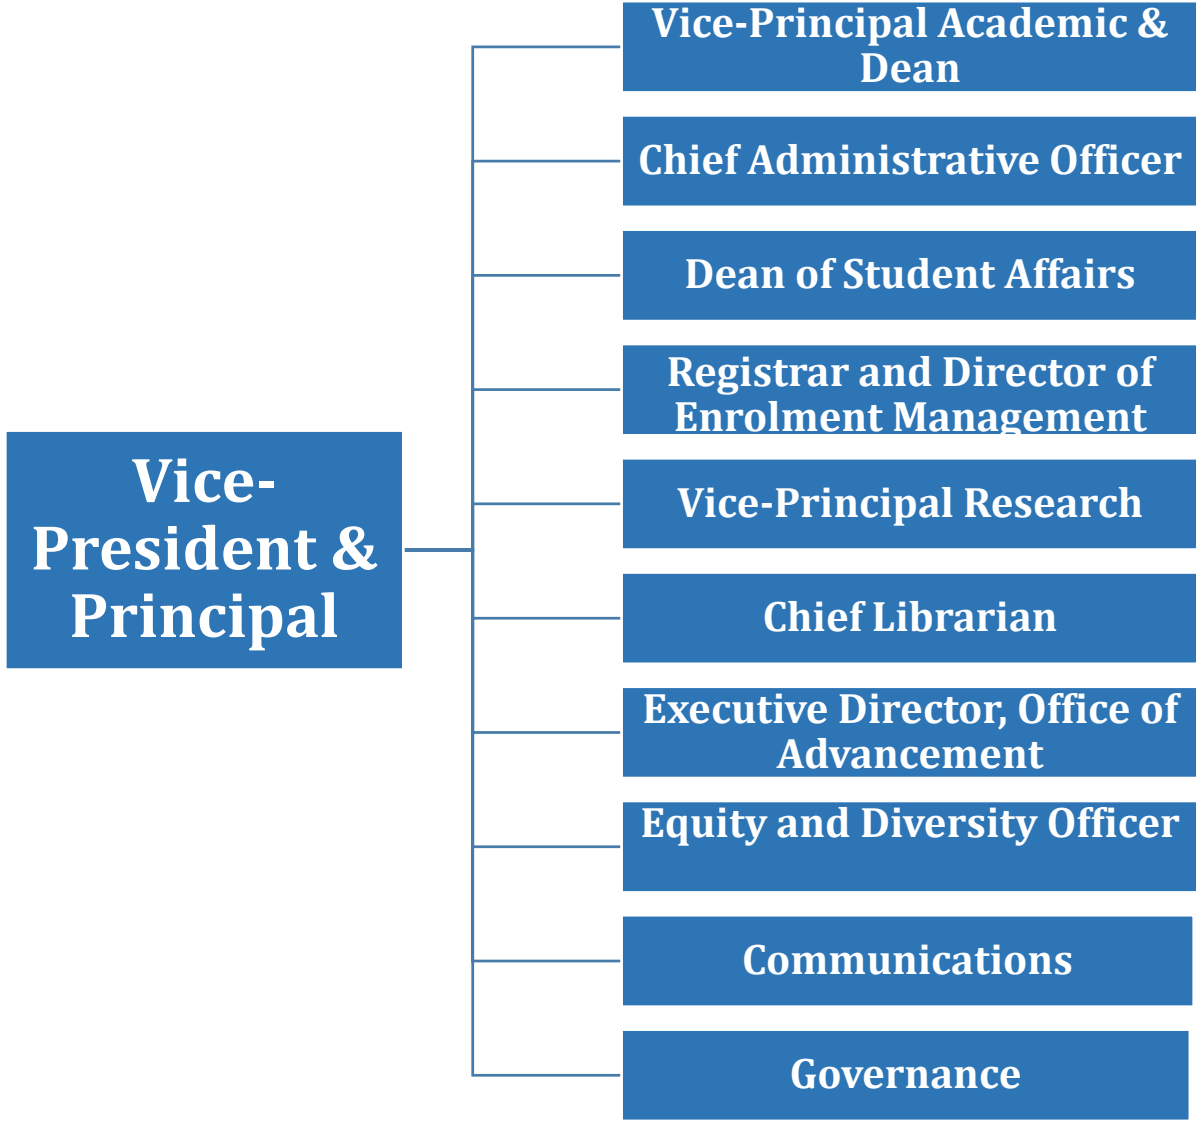 Vice-Principal Academic &
Dean
Chief Administrative Officer
Dean of Student Affairs
Registrar and Director of
Enrolment Management
Vice-
President &
Principal
Vice-Principal Research
Chief Librarian
Executive Director, Office of
Advancement
Equity and Diversity Officer
Communications
Governance